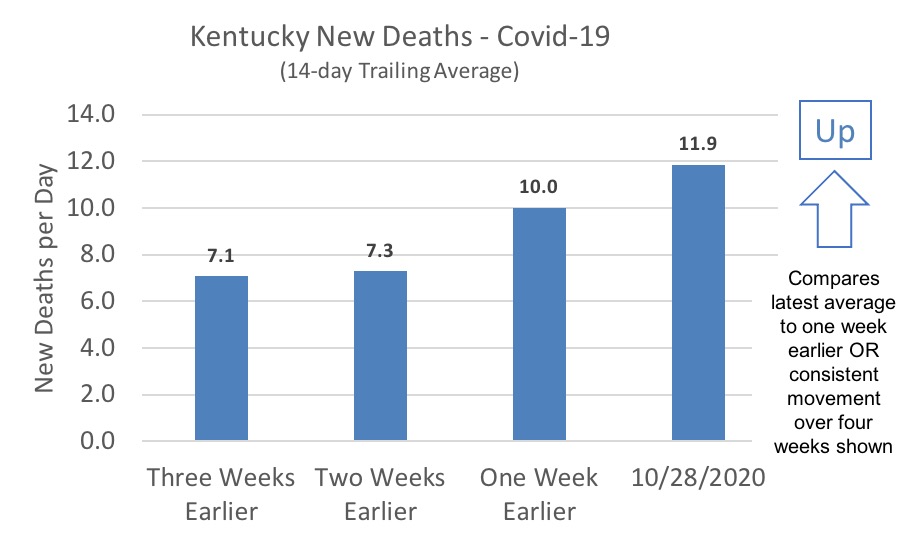 Kentucky New Deaths - Covid-19
(14-day Trailing Average)
New Deaths per Day
14.0
12.0
10.0
8.0
6.0
4.0
2.0
0.0
7.1
7.3
10.0
11.9
Three Weeks
Earlier
Two Weeks
Earlier
One Week
Earlier
10/28/2020
Up
Compares
latest average
to one week
earlier OR
consistent
movement
over four
weeks shown